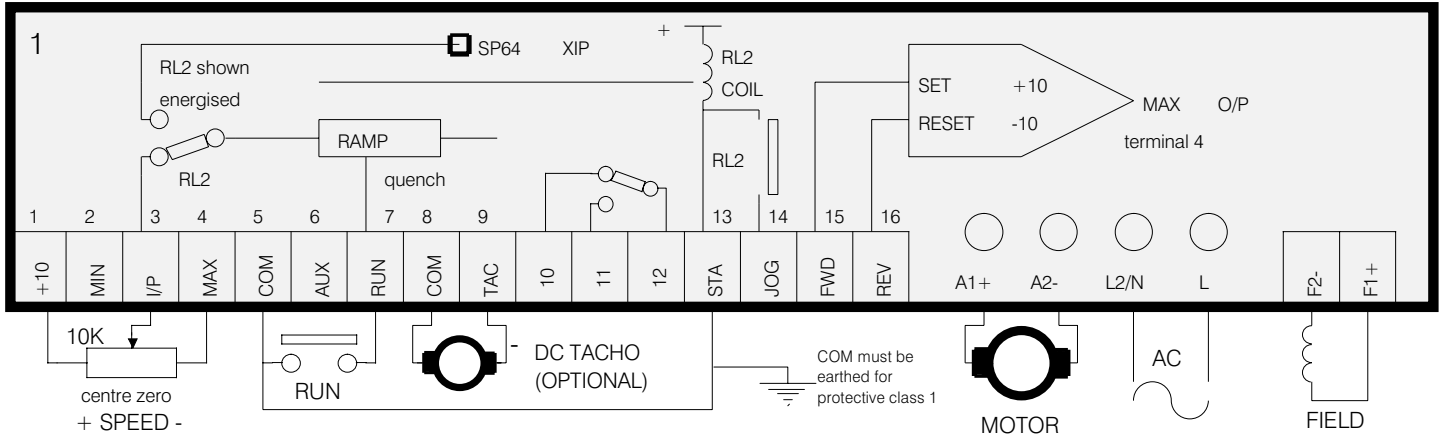 1
SP64 XIP
+
RL2
COIL
RL2 shown
energised
SET +10
RESET -10
MAX O/P
terminal 4
RAMP
RL2
quench
RL2
1 2 3 4 5 6 7 8 9 13 14 15 16
+10 MIN I/P MAX COM AUX RUN COM TAC 10 11 12 STA JOG FWD REV
A1+ A2- L2/N L
F2- F1+
10K
centre zero
+ SPEED -
RUN
-
DC TACHO
(OPTIONAL)
COM must be
earthed for
protective class 1
MOTOR
AC
FIELD